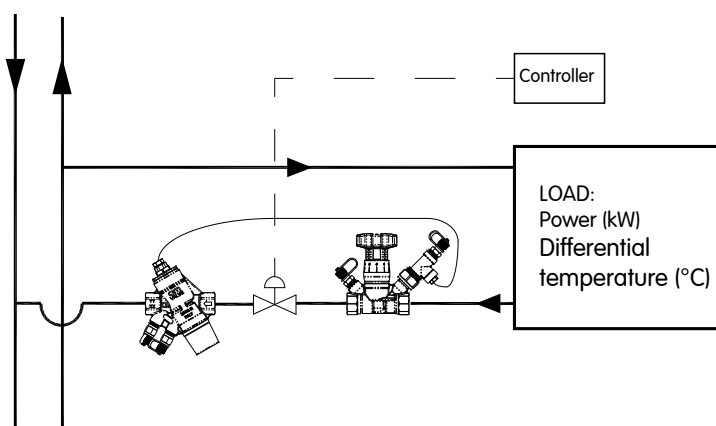 Controller
LOAD:
Power (kW)
Differential
temperature (°C)